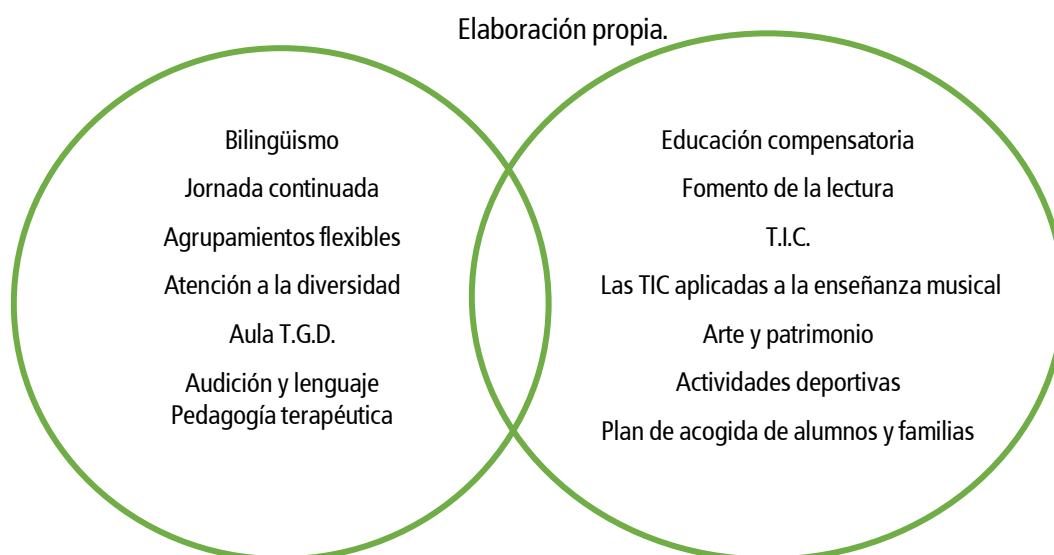 Elaboración propia.
Bilingüismo
Jornada continuada
Agrupamientos flexibles
Atención a la diversidad
Aula T.G.D.
Audición y lenguaje
Pedagogía terapéutica
Educación compensatoria
Fomento de la lectura
T.I.C.
Las TIC aplicadas a la enseñanza musical
Arte y patrimonio
Actividades deportivas
Plan de acogida de alumnos y familias